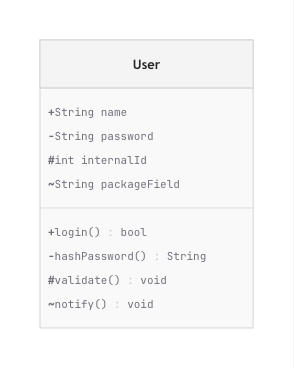 User
+String name
-String password
#int internalId
~String packageField
+login() : bool
-hashPassword() : String
#validate() : void
~notify() : void